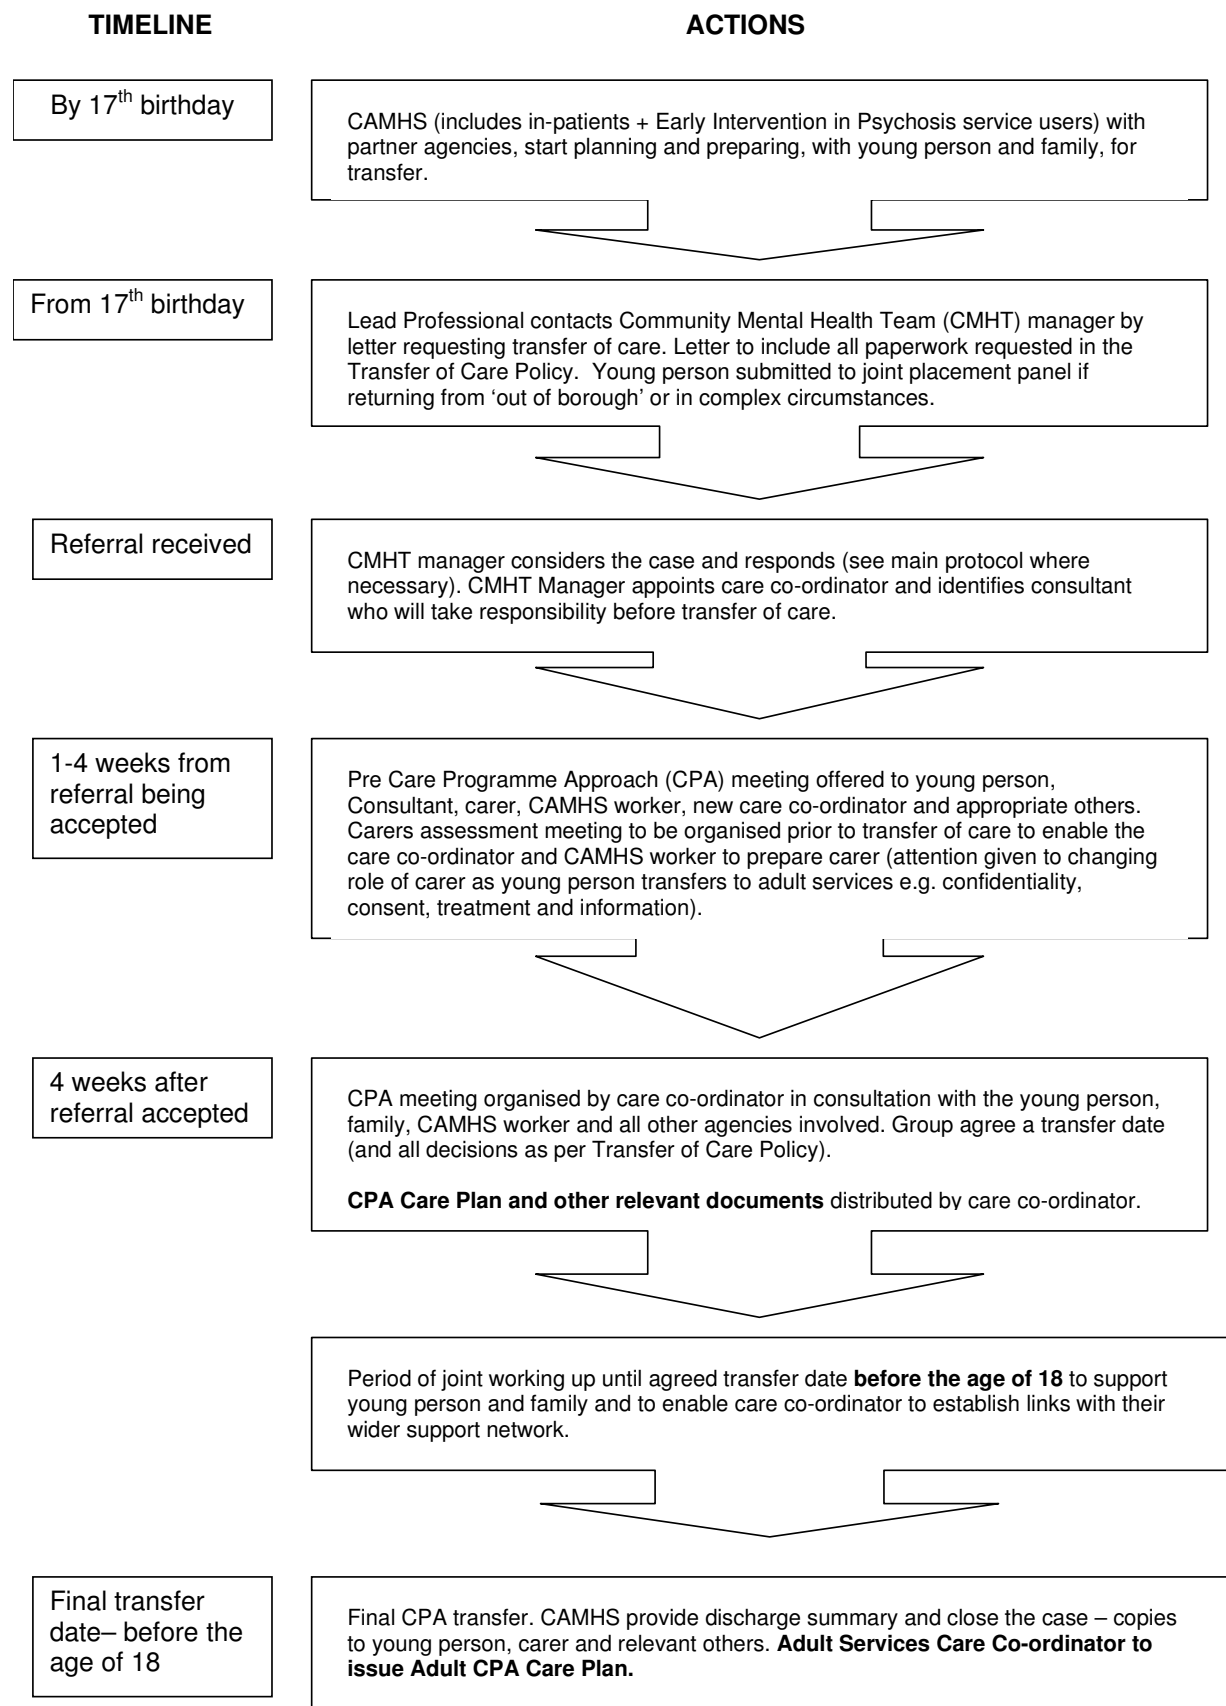 TIMELINE
ACTIONS
By 17th birthday
CAMHS (includes in-patients + Early Intervention in Psychosis service users) with
partner agencies, start planning and preparing, with young person and family, for
transfer.
From 17th birthday
Lead Professional contacts Community Mental Health Team (CMHT) manager by
letter requesting transfer of care. Letter to include all paperwork requested in the
Transfer of Care Policy.  Young person submitted to joint placement panel if
returning from ‘out of borough’ or in complex circumstances.
Referral received
CMHT manager considers the case and responds (see main protocol where
necessary). CMHT Manager appoints care co-ordinator and identifies consultant
who will take responsibility before transfer of care.
1-4 weeks from
referral being
accepted
Pre Care Programme Approach (CPA) meeting offered to young person,
Consultant, carer, CAMHS worker, new care co-ordinator and appropriate others.
Carers assessment meeting to be organised prior to transfer of care to enable the
care co-ordinator and CAMHS worker to prepare carer (attention given to changing
role of carer as young person transfers to adult services e.g. confidentiality,
consent, treatment and information).
4 weeks after
referral accepted
CPA meeting organised by care co-ordinator in consultation with the young person,
family, CAMHS worker and all other agencies involved. Group agree a transfer date
(and all decisions as per Transfer of Care Policy).
CPA Care Plan and other relevant documents distributed by care co-ordinator.
Period of joint working up until agreed transfer date before the age of 18 to support
young person and family and to enable care co-ordinator to establish links with their
wider support network.
Final transfer
date– before the
age of 18
Final CPA transfer. CAMHS provide discharge summary and close the case – copies
to young person, carer and relevant others. Adult Services Care Co-ordinator to
issue Adult CPA Care Plan.